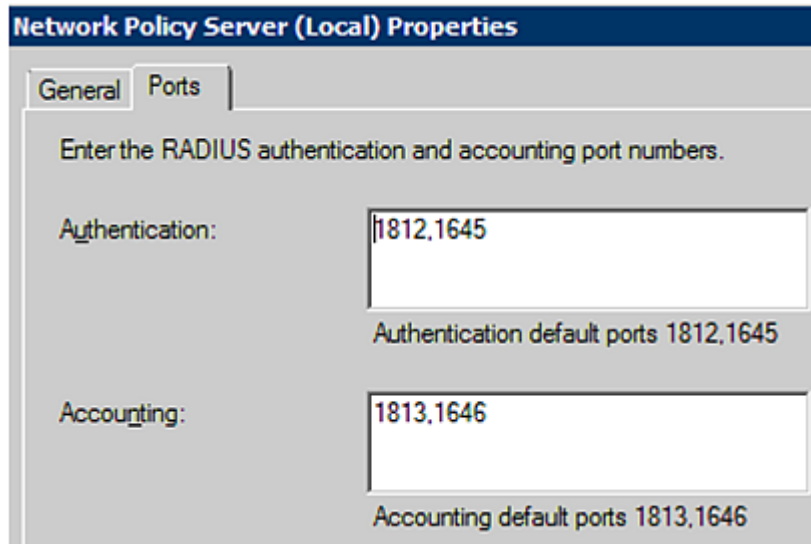 Network Policy Server (Local) Properties
General Ports
Enter the RADIUS authentication and accounting port numbers.
Authentication: 1812,1645
Authentication default ports 1812,1645
Accounting: 1813,1646
Accounting default ports 1813,1646